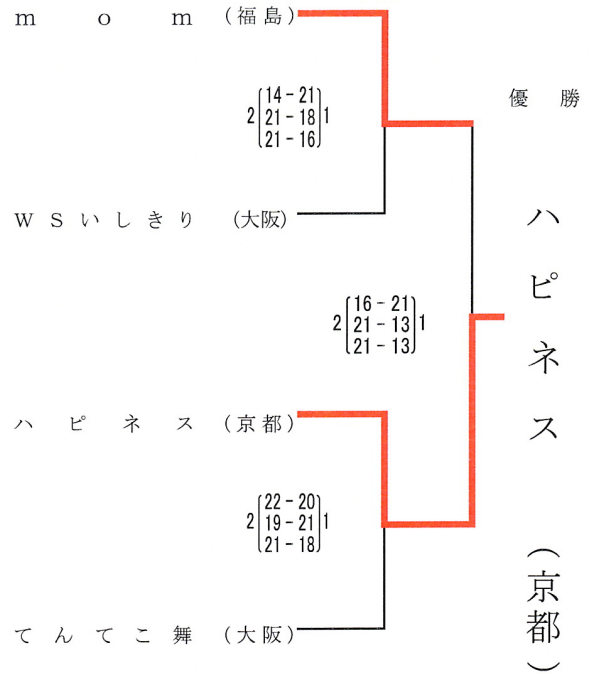 mom (福島)
優勝
2 14-21 1
21-18
21-16
WSいしきり (大阪)
ハピネス (京都)
2 16-21 1
21-13
21-13
ハピネス (京都)
2 22-20 1
19-21
21-18
てんてこ舞 (大阪)